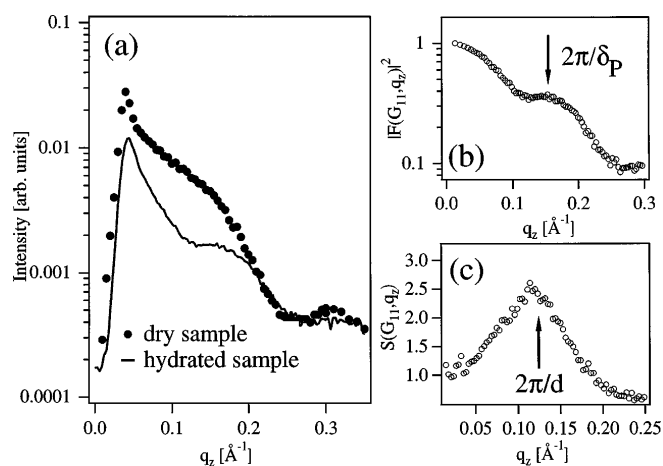 (a)
Intensity [arb. units]
0.1
0.01
0.001
0.0001
dry sample
hydrated sample
0.0 0.1 0.2 0.3
q_z [Å^-1]
|F(G_11,q_z)|^2
1
0.1
2π/δ_P
(b)
0.0 0.1 0.2 0.3
q_z [Å^-1]
S(G_11,q_z)
3.0
2.5
2.0
1.5
1.0
(c)
2π/d
0.05 0.10 0.15 0.20 0.25
q_z [Å^-1]